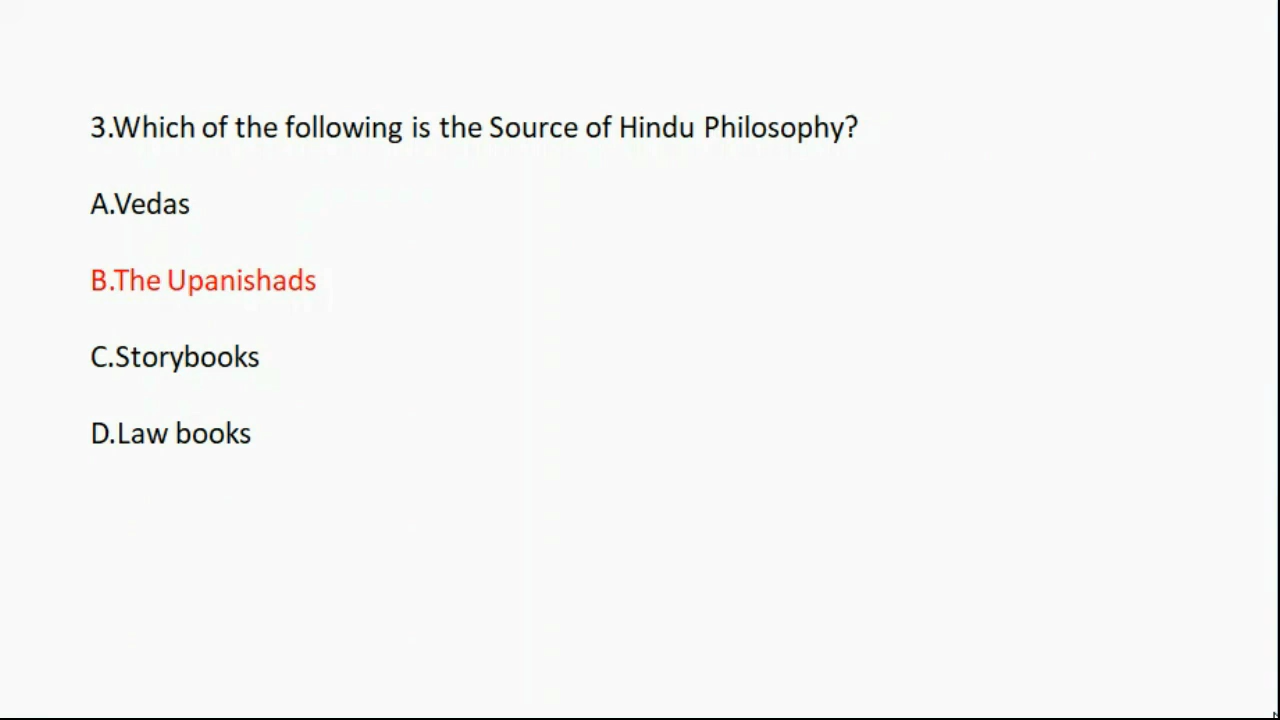 3.Which of the following is the Source of Hindu Philosophy?
A.Vedas
B.The Upanishads
C.Storybooks
D.Law books